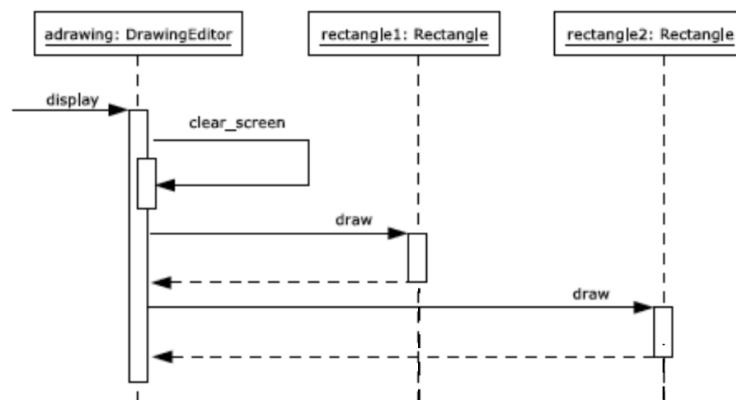 adrawing: DrawingEditor
rectangle1: Rectangle
rectangle2: Rectangle
display
clear_screen
draw
draw